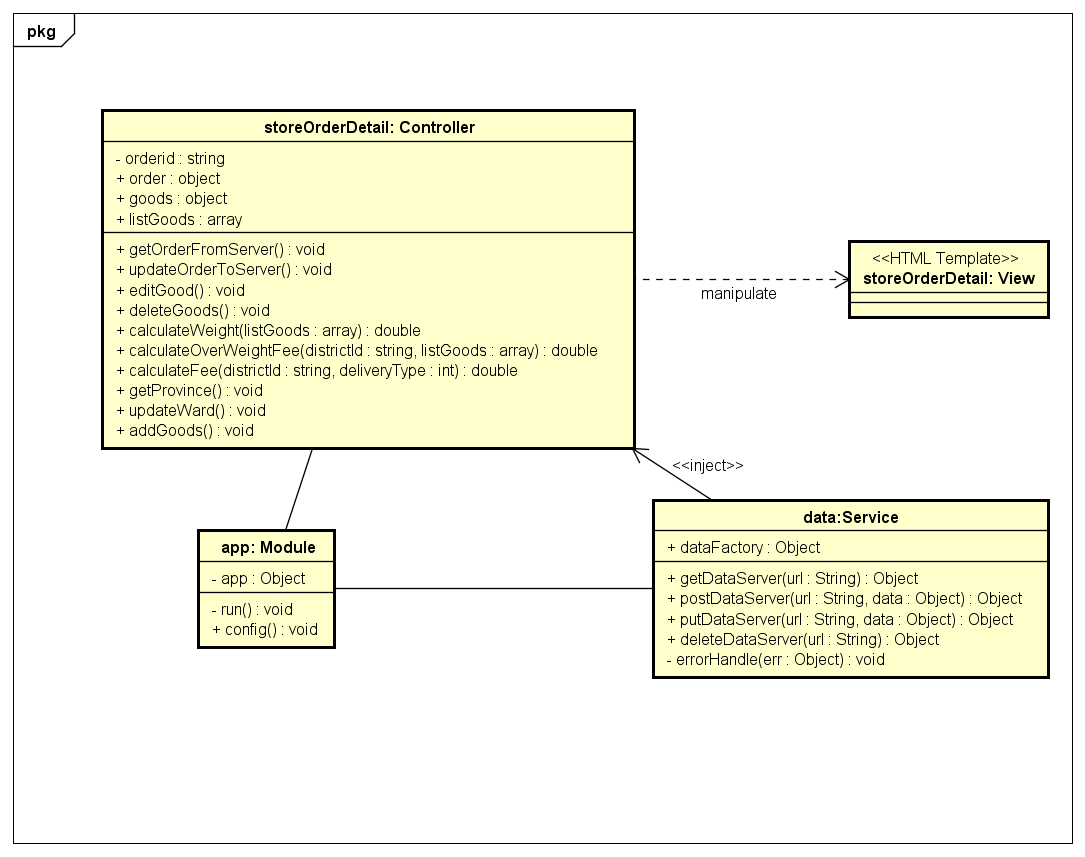 pkg
storeOrderDetail: Controller
- orderid : string
+ order : object
+ goods : object
+ listGoods : array
+ getOrderFromServer() : void
+ updateOrderToServer() : void
+ editGood() : void
+ deleteGoods() : void
+ calculateWeight(listGoods : array) : double
+ calculateOverWeightFee(districtId : string, listGoods : array) : double
+ calculateFee(districtId : string, deliveryType : int) : double
+ getProvince() : void
+ updateWard() : void
+ addGoods() : void
manipulate
<<HTML Template>>
storeOrderDetail: View
<<inject>>
app: Module
- app : Object
- run() : void
+ config() : void
data:Service
+ dataFactory : Object
+ getDataServer(url : String) : Object
+ postDataServer(url : String, data : Object) : Object
+ putDataServer(url : String, data : Object) : Object
+ deleteDataServer(url : String) : Object
- errorHandle(err : Object) : void